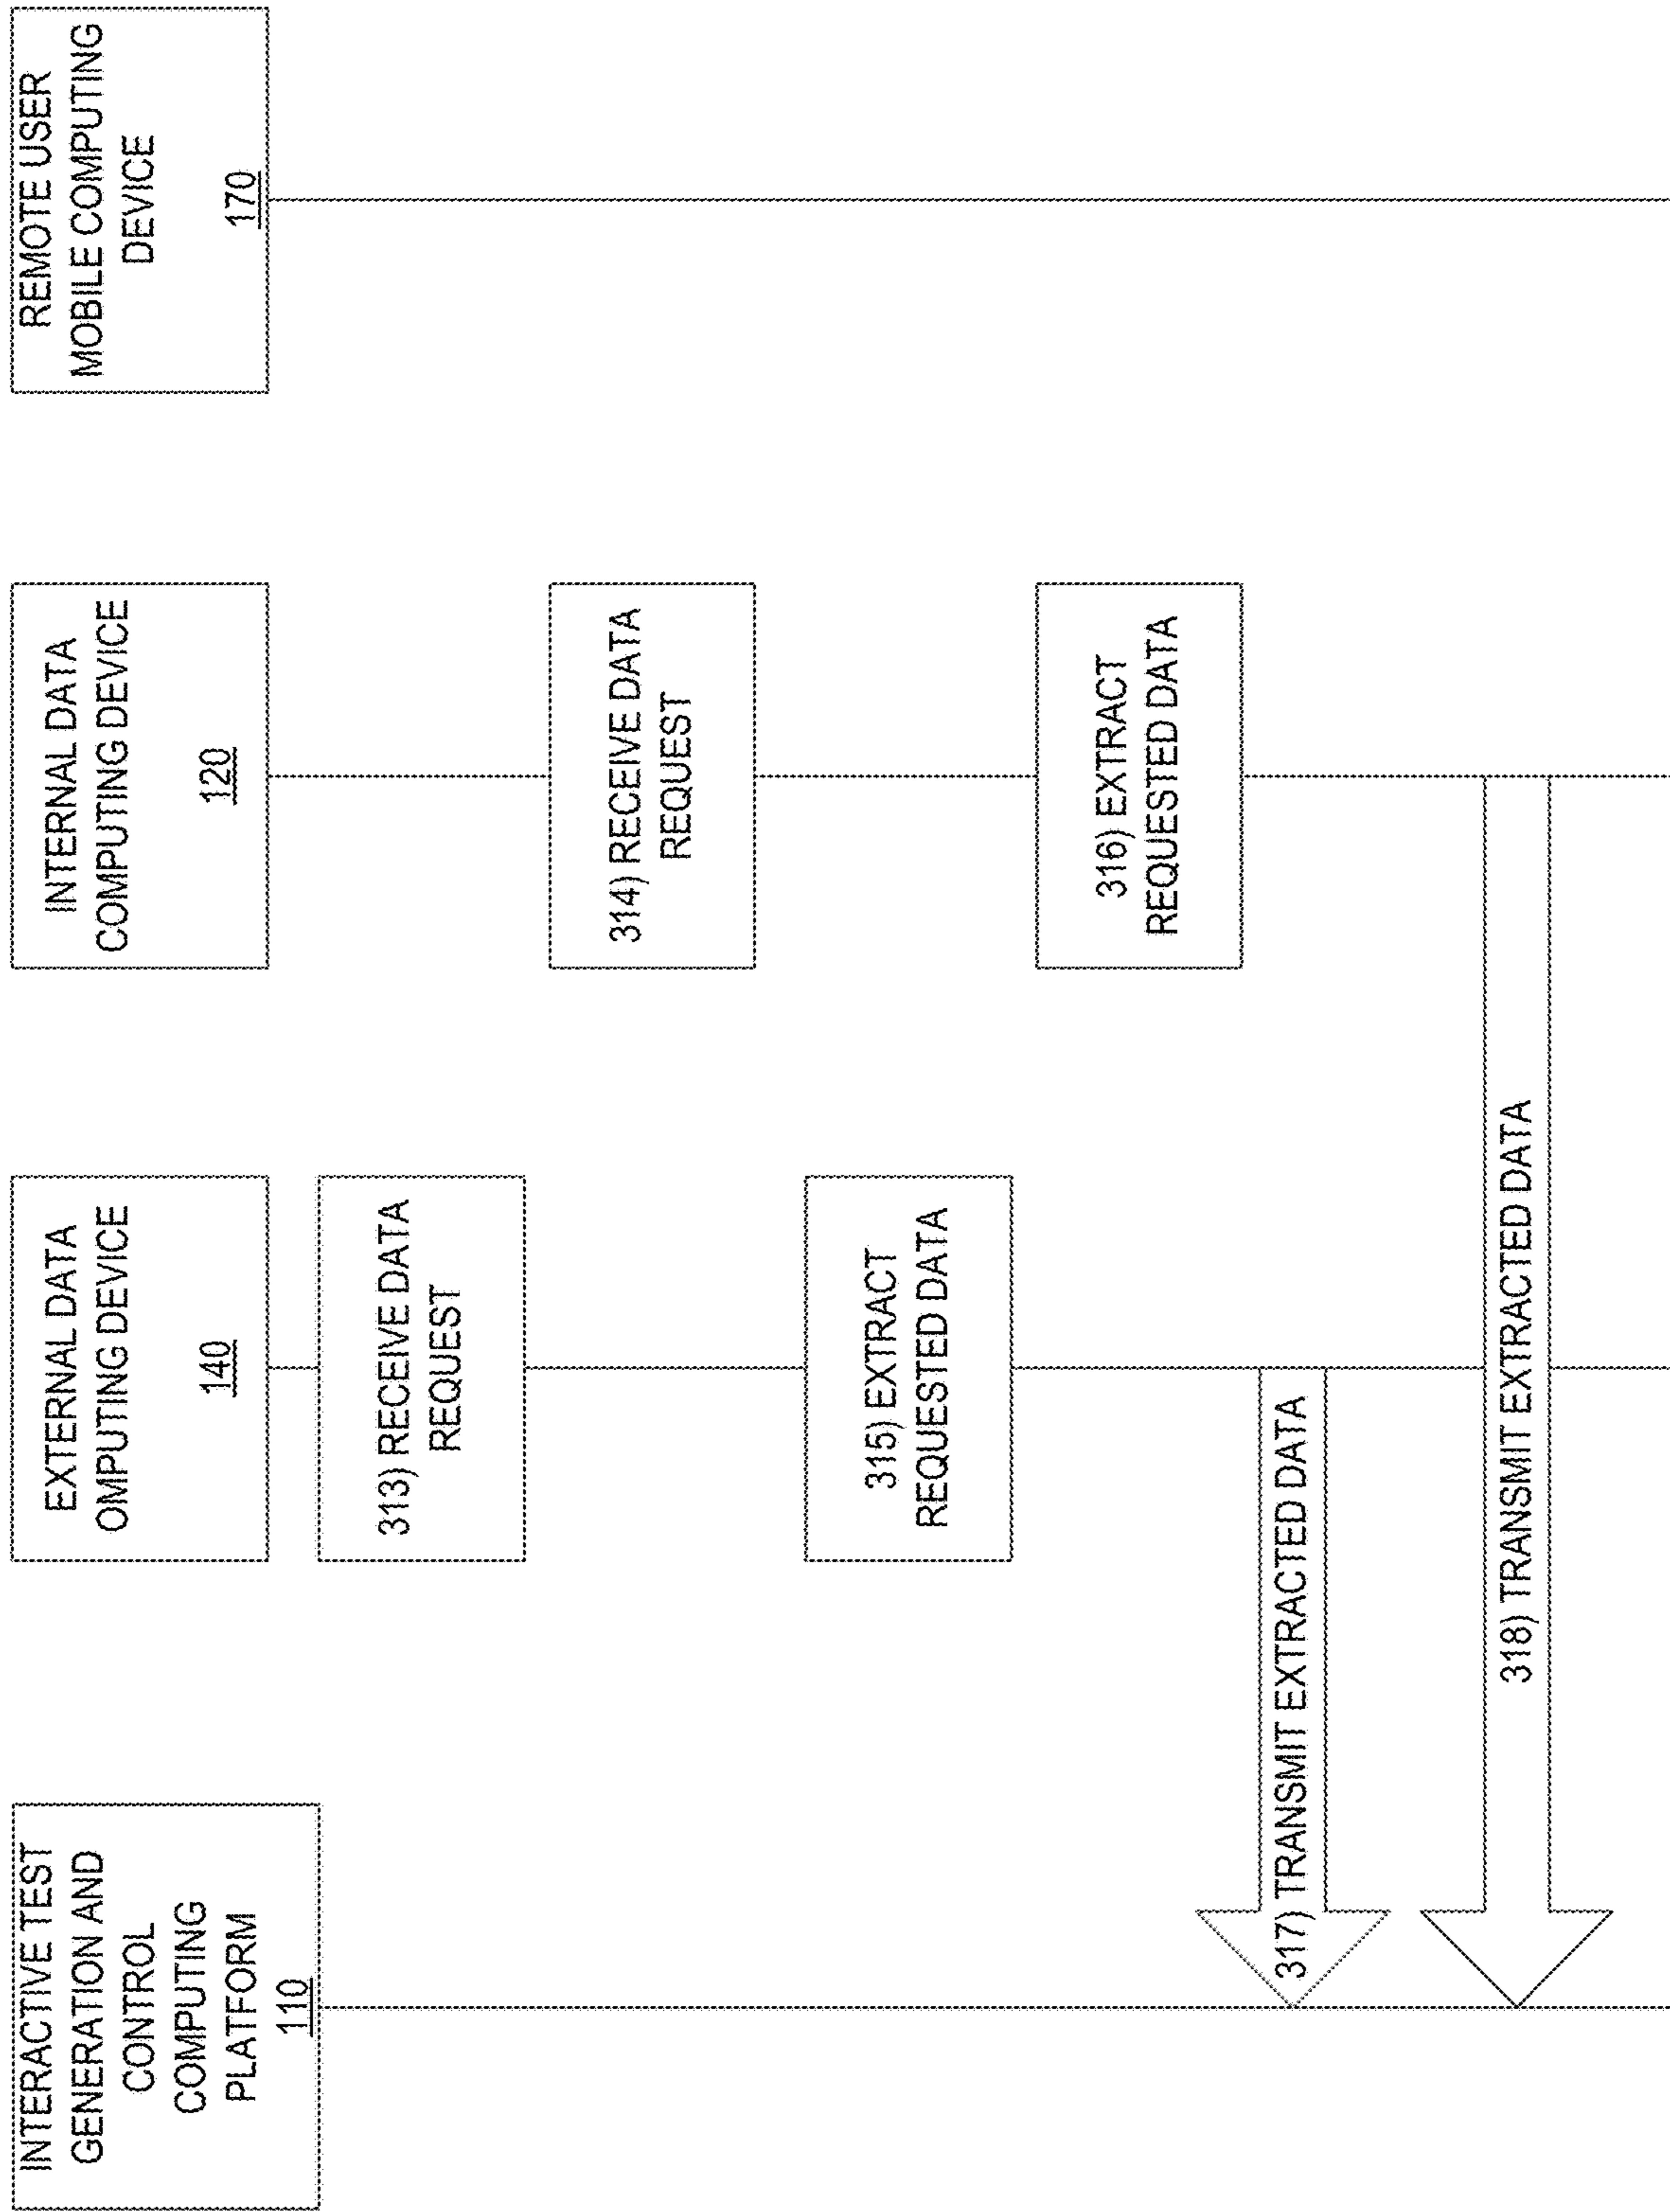 INTERACTIVE TEST
GENERATION AND
CONTROL
COMPUTING
PLATFORM
110
EXTERNAL DATA
OMPUTING DEVICE
140
INTERNAL DATA
COMPUTING DEVICE
120
REMOTE USER
MOBILE COMPUTING
DEVICE
170
313) RECEIVE DATA
REQUEST
314) RECEIVE DATA
REQUEST
315) EXTRACT
REQUESTED DATA
316) EXTRACT
REQUESTED DATA
317) TRANSMIT EXTRACTED DATA
318) TRANSMIT EXTRACTED DATA